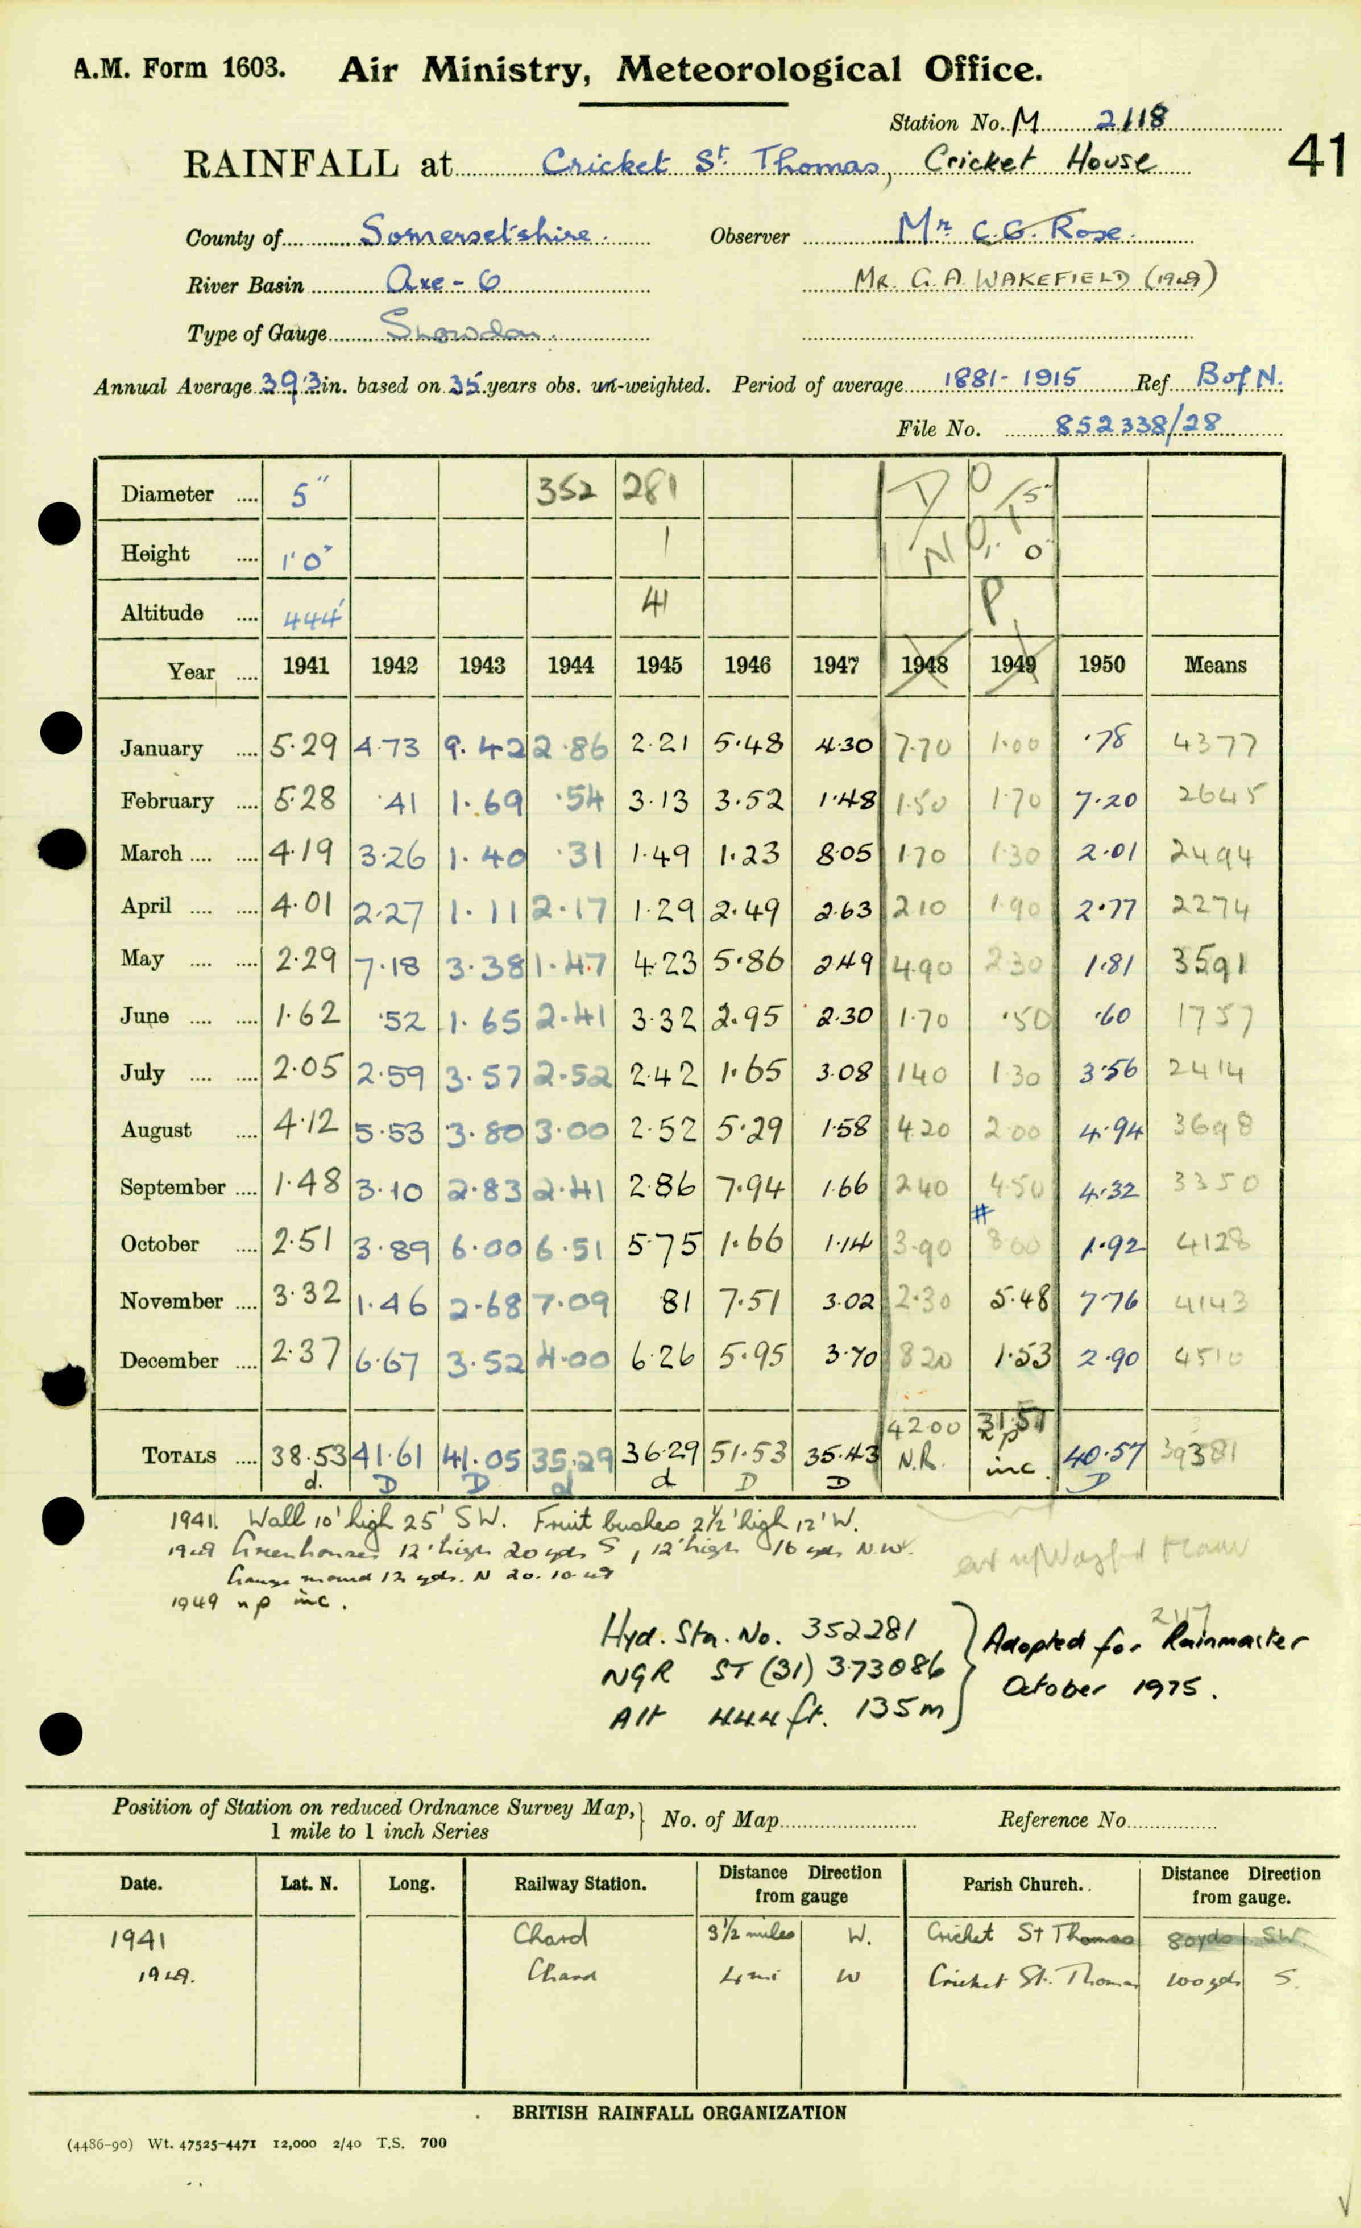 A.M. Form 1603. Air Ministry, Meteorological Office.
Station No. M 2118
41
RAINFALL at Cricket St. Thomas, Cricket House
County of Somersetshire. Observer Mr C.G. Rose.
River Basin Axe - 6 MR. G. A. WAKEFIELD (1949)
Type of Gauge Snowdon.
Annual Average 39.3 in. based on 35 years obs. un-weighted. Period of average 1881-1915 Ref B of N.
File No. 852338/28
Diameter 5" 352 281 D O 5"
Height 1'0" 1 NOT 0"
Altitude 444' 41 P
Year 1941 1942 1943 1944 1945 1946 1947 1948 1949 1950 Means
January 5.29 4.73 9.42 2.86 2.21 5.48 4.30 7.70 1.00 .78 4377
February 5.28 .41 1.69 .54 3.13 3.52 1.48 1.50 1.70 7.20 2645
March 4.19 3.26 1.40 .31 1.49 1.23 8.05 1.70 1.30 2.01 2494
April 4.01 2.27 1.11 2.17 1.29 2.49 2.63 2.10 1.90 2.77 2274
May 2.29 7.18 3.38 1.47 4.23 5.86 2.49 4.90 2.30 1.81 3591
June 1.62 .52 1.65 2.41 3.32 2.95 2.30 1.70 .50 .60 1757
July 2.05 2.59 3.57 2.52 2.42 1.65 3.08 1.40 1.30 3.56 2414
August 4.12 5.53 3.80 3.00 2.52 5.29 1.58 4.20 2.00 4.94 3698
September 1.48 3.10 2.83 2.41 2.86 7.94 1.66 2.40 4.50 4.32 3350
#
October 2.51 3.89 6.00 6.51 5.75 1.66 1.14 3.90 8.00 1.92 4128
November 3.32 1.46 2.68 7.09 .81 7.51 3.02 2.30 5.48 7.76 4143
December 2.37 6.67 3.52 4.00 6.26 5.95 3.70 8.20 1.53 2.90 4510
42.00 31.51
TOTALS 38.53 41.61 41.05 35.29 36.29 51.53 35.43 N.R. np inc. 40.57 39381
d. D D d d D D D
1941. Wall 10' high 25' SW. Fruit bushes 2½' high 12' W.
1949 Greenhouses 12' high 20 yds S, 12' high 16 yds N.W.
Gauge moved 12 yds. N 20.10.49
1949 np inc.
Hyd. Stn. No. 352281
NGR ST (31) 373086
Alt 444 ft. 135m
Adopted for Rainmaster
October 1975.
Position of Station on reduced Ordnance Survey Map, 1 mile to 1 inch Series No. of Map Reference No.
Date. Lat. N. Long. Railway Station. Distance Direction from gauge Parish Church. Distance Direction from gauge.
1941 Chard 3½ miles W. Cricket St Thomas 80yds SW.
1949. Chard 4mi W Cricket St. Thomas 100yds S.
BRITISH RAINFALL ORGANIZATION
(4486-90) Wt. 47525-4471 12,000 2/40 T.S. 700